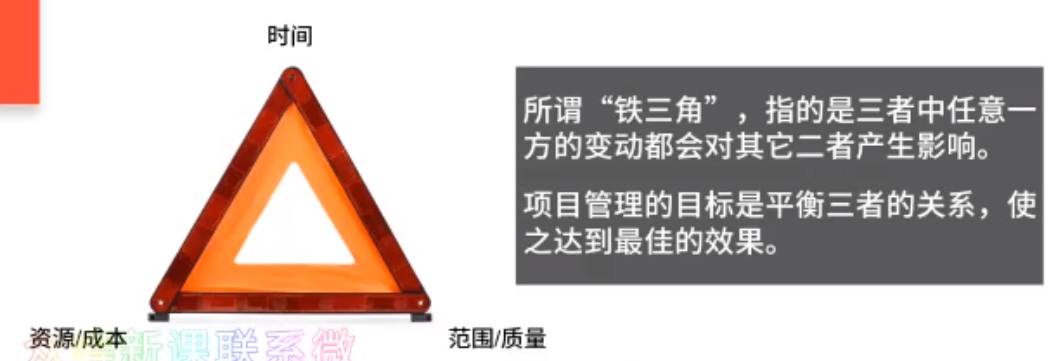 时间
所谓“铁三角”，指的是三者中任意一
方的变动都会对其它二者产生影响。
项目管理的目标是平衡三者的关系，使
之达到最佳的效果。
资源/成本
范围/质量
新课联系微